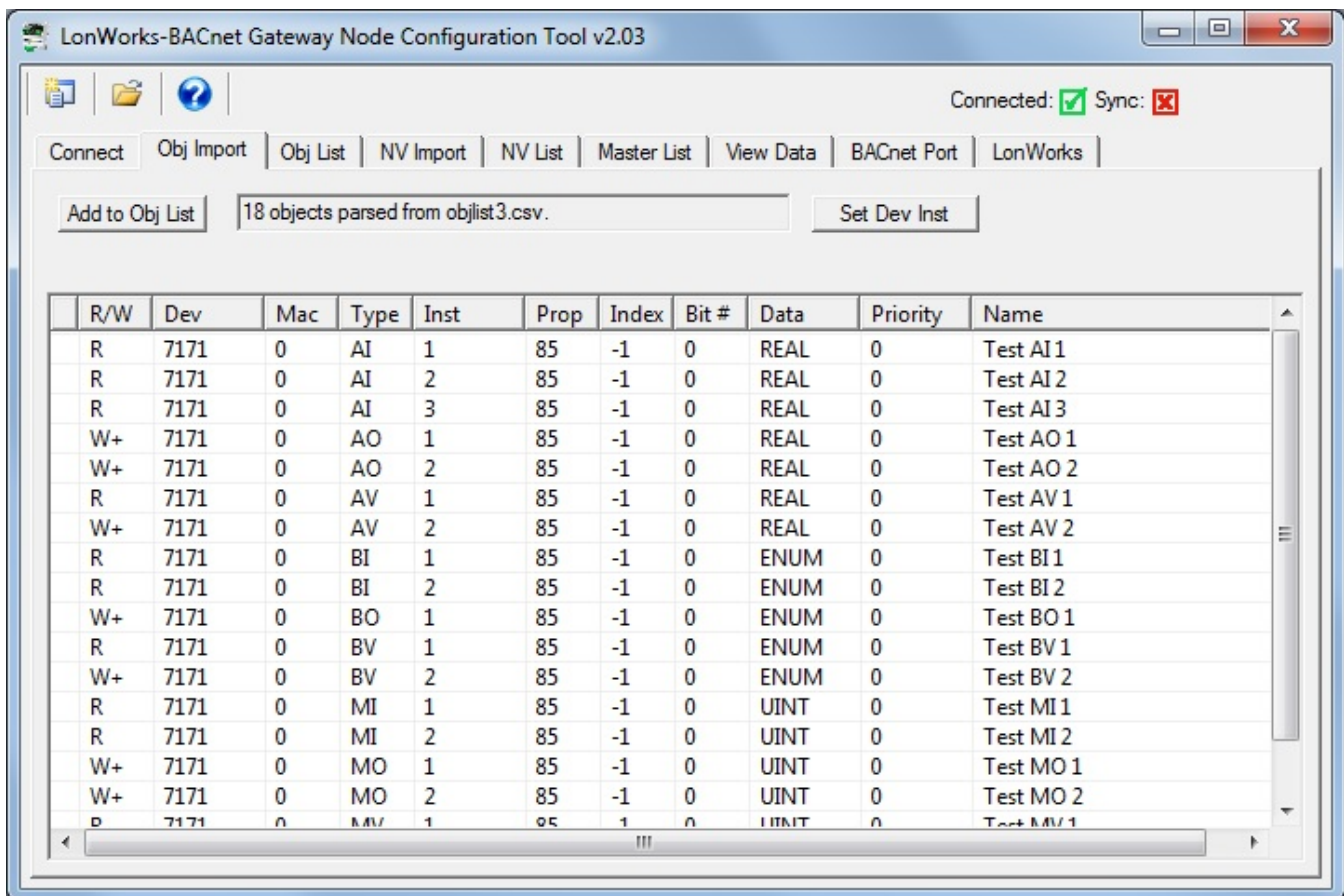 LonWorks-BACnet Gateway Node Configuration Tool v2.03
Connected: Sync:
Connect Obj Import Obj List NV Import NV List Master List View Data BACnet Port LonWorks
Add to Obj List 18 objects parsed from objlist3.csv. Set Dev Inst
R/W Dev Mac Type Inst Prop Index Bit # Data Priority Name
R 7171 0 AI 1 85 -1 0 REAL 0 Test AI 1
R 7171 0 AI 2 85 -1 0 REAL 0 Test AI 2
R 7171 0 AI 3 85 -1 0 REAL 0 Test AI 3
W+ 7171 0 AO 1 85 -1 0 REAL 0 Test AO 1
W+ 7171 0 AO 2 85 -1 0 REAL 0 Test AO 2
R 7171 0 AV 1 85 -1 0 REAL 0 Test AV 1
W+ 7171 0 AV 2 85 -1 0 REAL 0 Test AV 2
R 7171 0 BI 1 85 -1 0 ENUM 0 Test BI 1
R 7171 0 BI 2 85 -1 0 ENUM 0 Test BI 2
W+ 7171 0 BO 1 85 -1 0 ENUM 0 Test BO 1
R 7171 0 BV 1 85 -1 0 ENUM 0 Test BV 1
W+ 7171 0 BV 2 85 -1 0 ENUM 0 Test BV 2
R 7171 0 MI 1 85 -1 0 UINT 0 Test MI 1
R 7171 0 MI 2 85 -1 0 UINT 0 Test MI 2
W+ 7171 0 MO 1 85 -1 0 UINT 0 Test MO 1
W+ 7171 0 MO 2 85 -1 0 UINT 0 Test MO 2
R 7171 0 MV 1 85 -1 0 UINT 0 Test MV 1